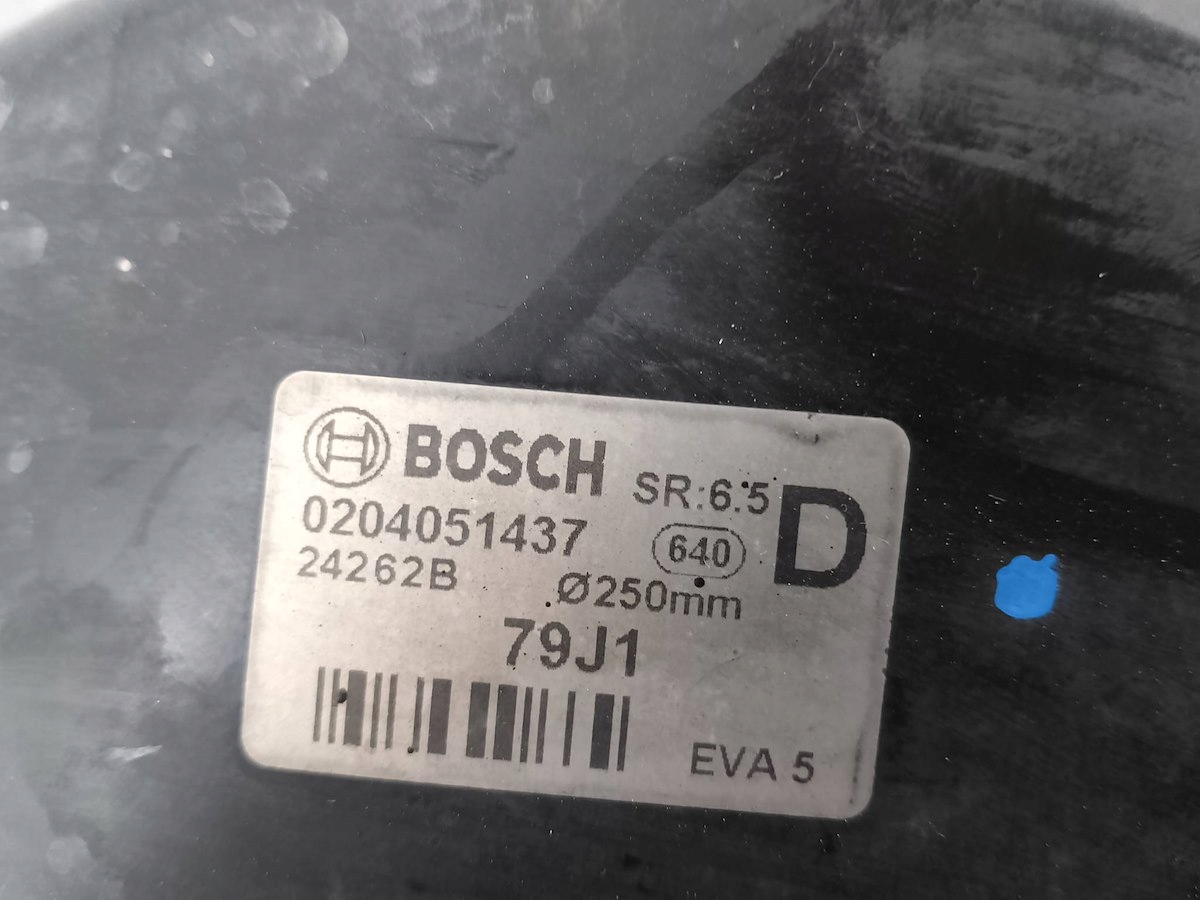 BOSCH SR:6.5 D
0204051437 640
24262B Ø250mm
79J1
EVA 5